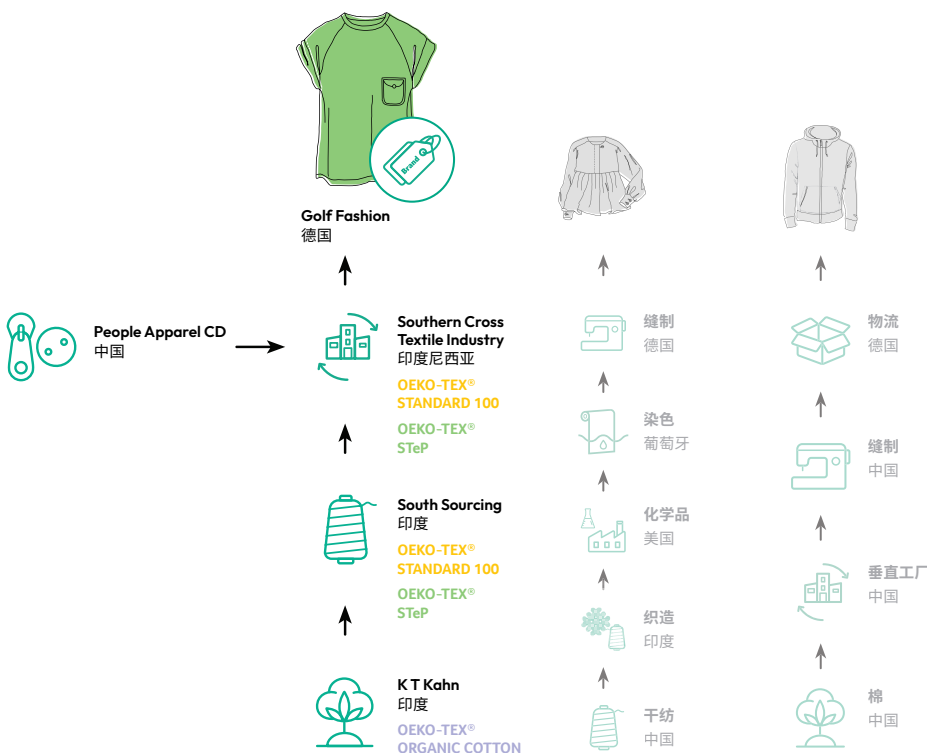 Brand
Golf Fashion
德国
People Apparel CD
中国
Southern Cross
Textile Industry
印度尼西亚
OEKO-TEX®
STANDARD 100
OEKO-TEX®
STeP
South Sourcing
印度
OEKO-TEX®
STANDARD 100
OEKO-TEX®
STeP
K T Kahn
印度
OEKO-TEX®
ORGANIC COTTON
缝制
德国
染色
葡萄牙
化学品
美国
织造
印度
干纺
中国
物流
德国
缝制
中国
垂直工厂
中国
棉
中国